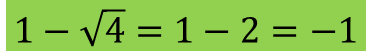 1 − √4 = 1 − 2 = −1